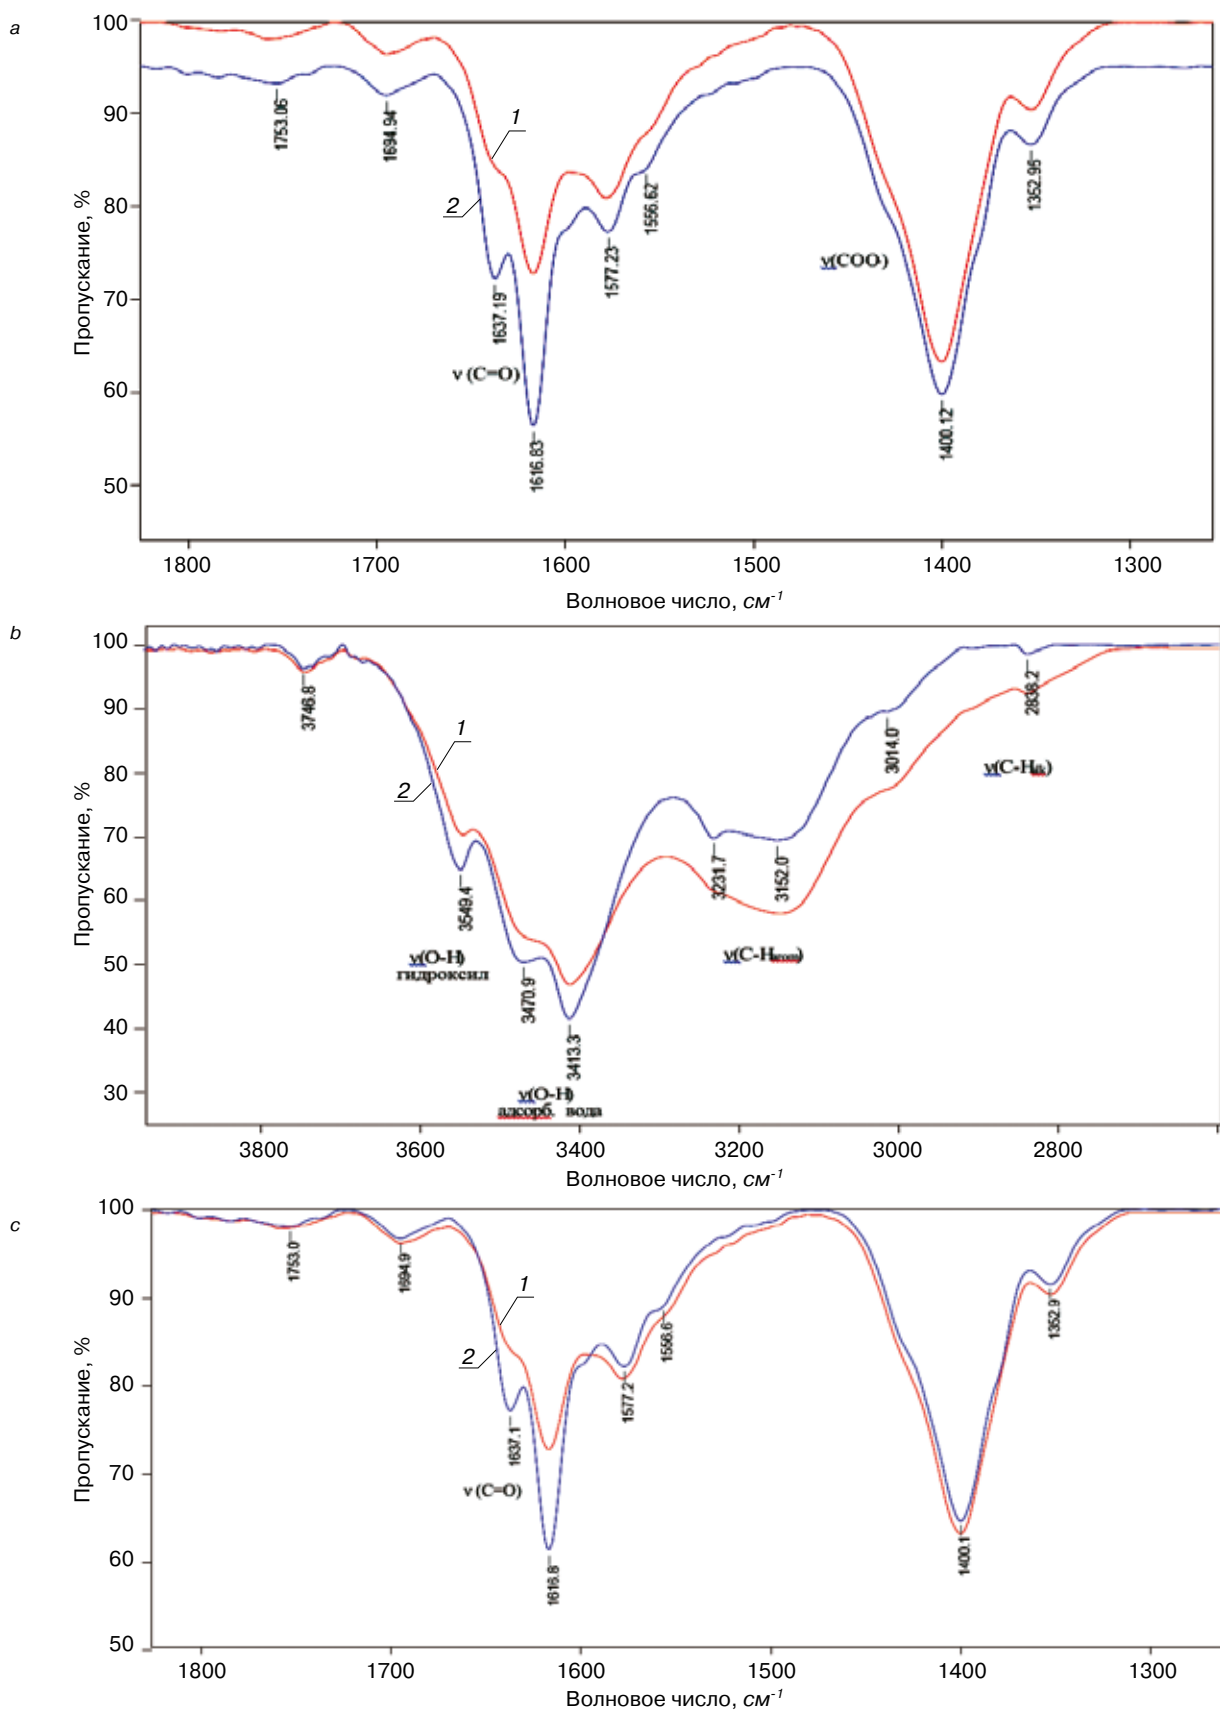 a
100
90
80
70
60
50
Пропускание, %
1753.06
1694.94
1
2
1637.19
ν (C=O)
1616.83
1577.23
1556.62
ν(COO)
1400.12
1352.95
1800 1700 1600 1500 1400 1300
Волновое число, см⁻¹
b
100
90
80
70
60
50
40
30
Пропускание, %
3746.8
1
2
3549.4
ν(O-H)
гидроксил
3470.9
3413.3
ν(O-H)
адсорб. вода
3231.7
3152.0
ν(C-H
3014.0
2838.2
ν(C-H
3800 3600 3400 3200 3000 2800
Волновое число, см⁻¹
c
100
90
80
70
60
50
Пропускание, %
1753.0
1694.9
1
2
1637.1
ν (C=O)
1616.8
1577.2
1556.6
1400.1
1352.9
1800 1700 1600 1500 1400 1300
Волновое число, см⁻¹